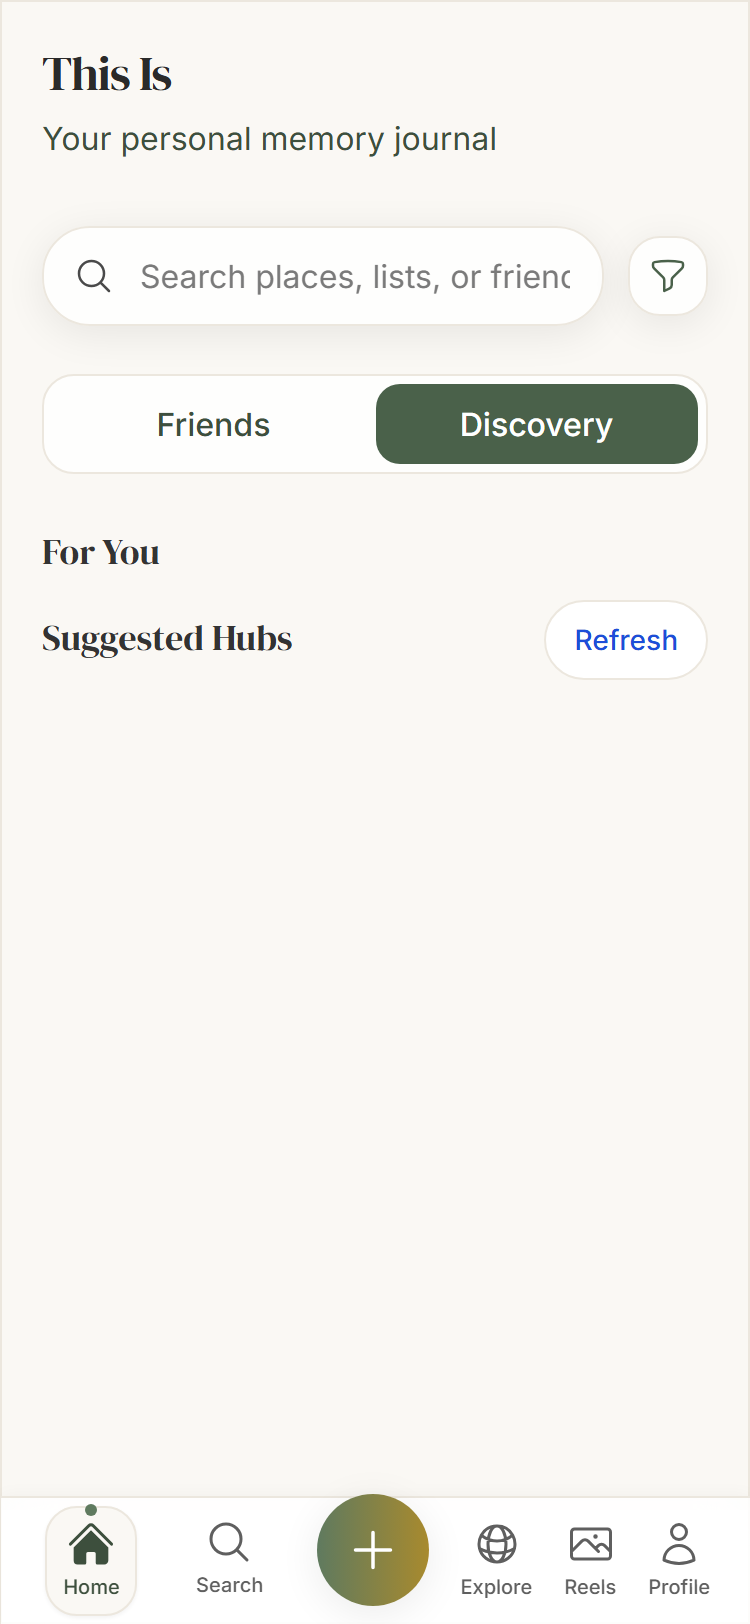 This Is
Your personal memory journal
Search places, lists, or friend
Friends
Discovery
For You
Suggested Hubs
Refresh
Home
Search
Explore
Reels
Profile